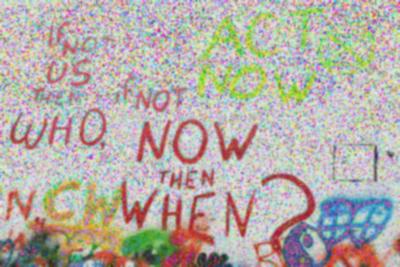 IF NOT
US
THEN
WHO,
IF NOT
NOW
THEN
WHEN?
ACT
NOW
N